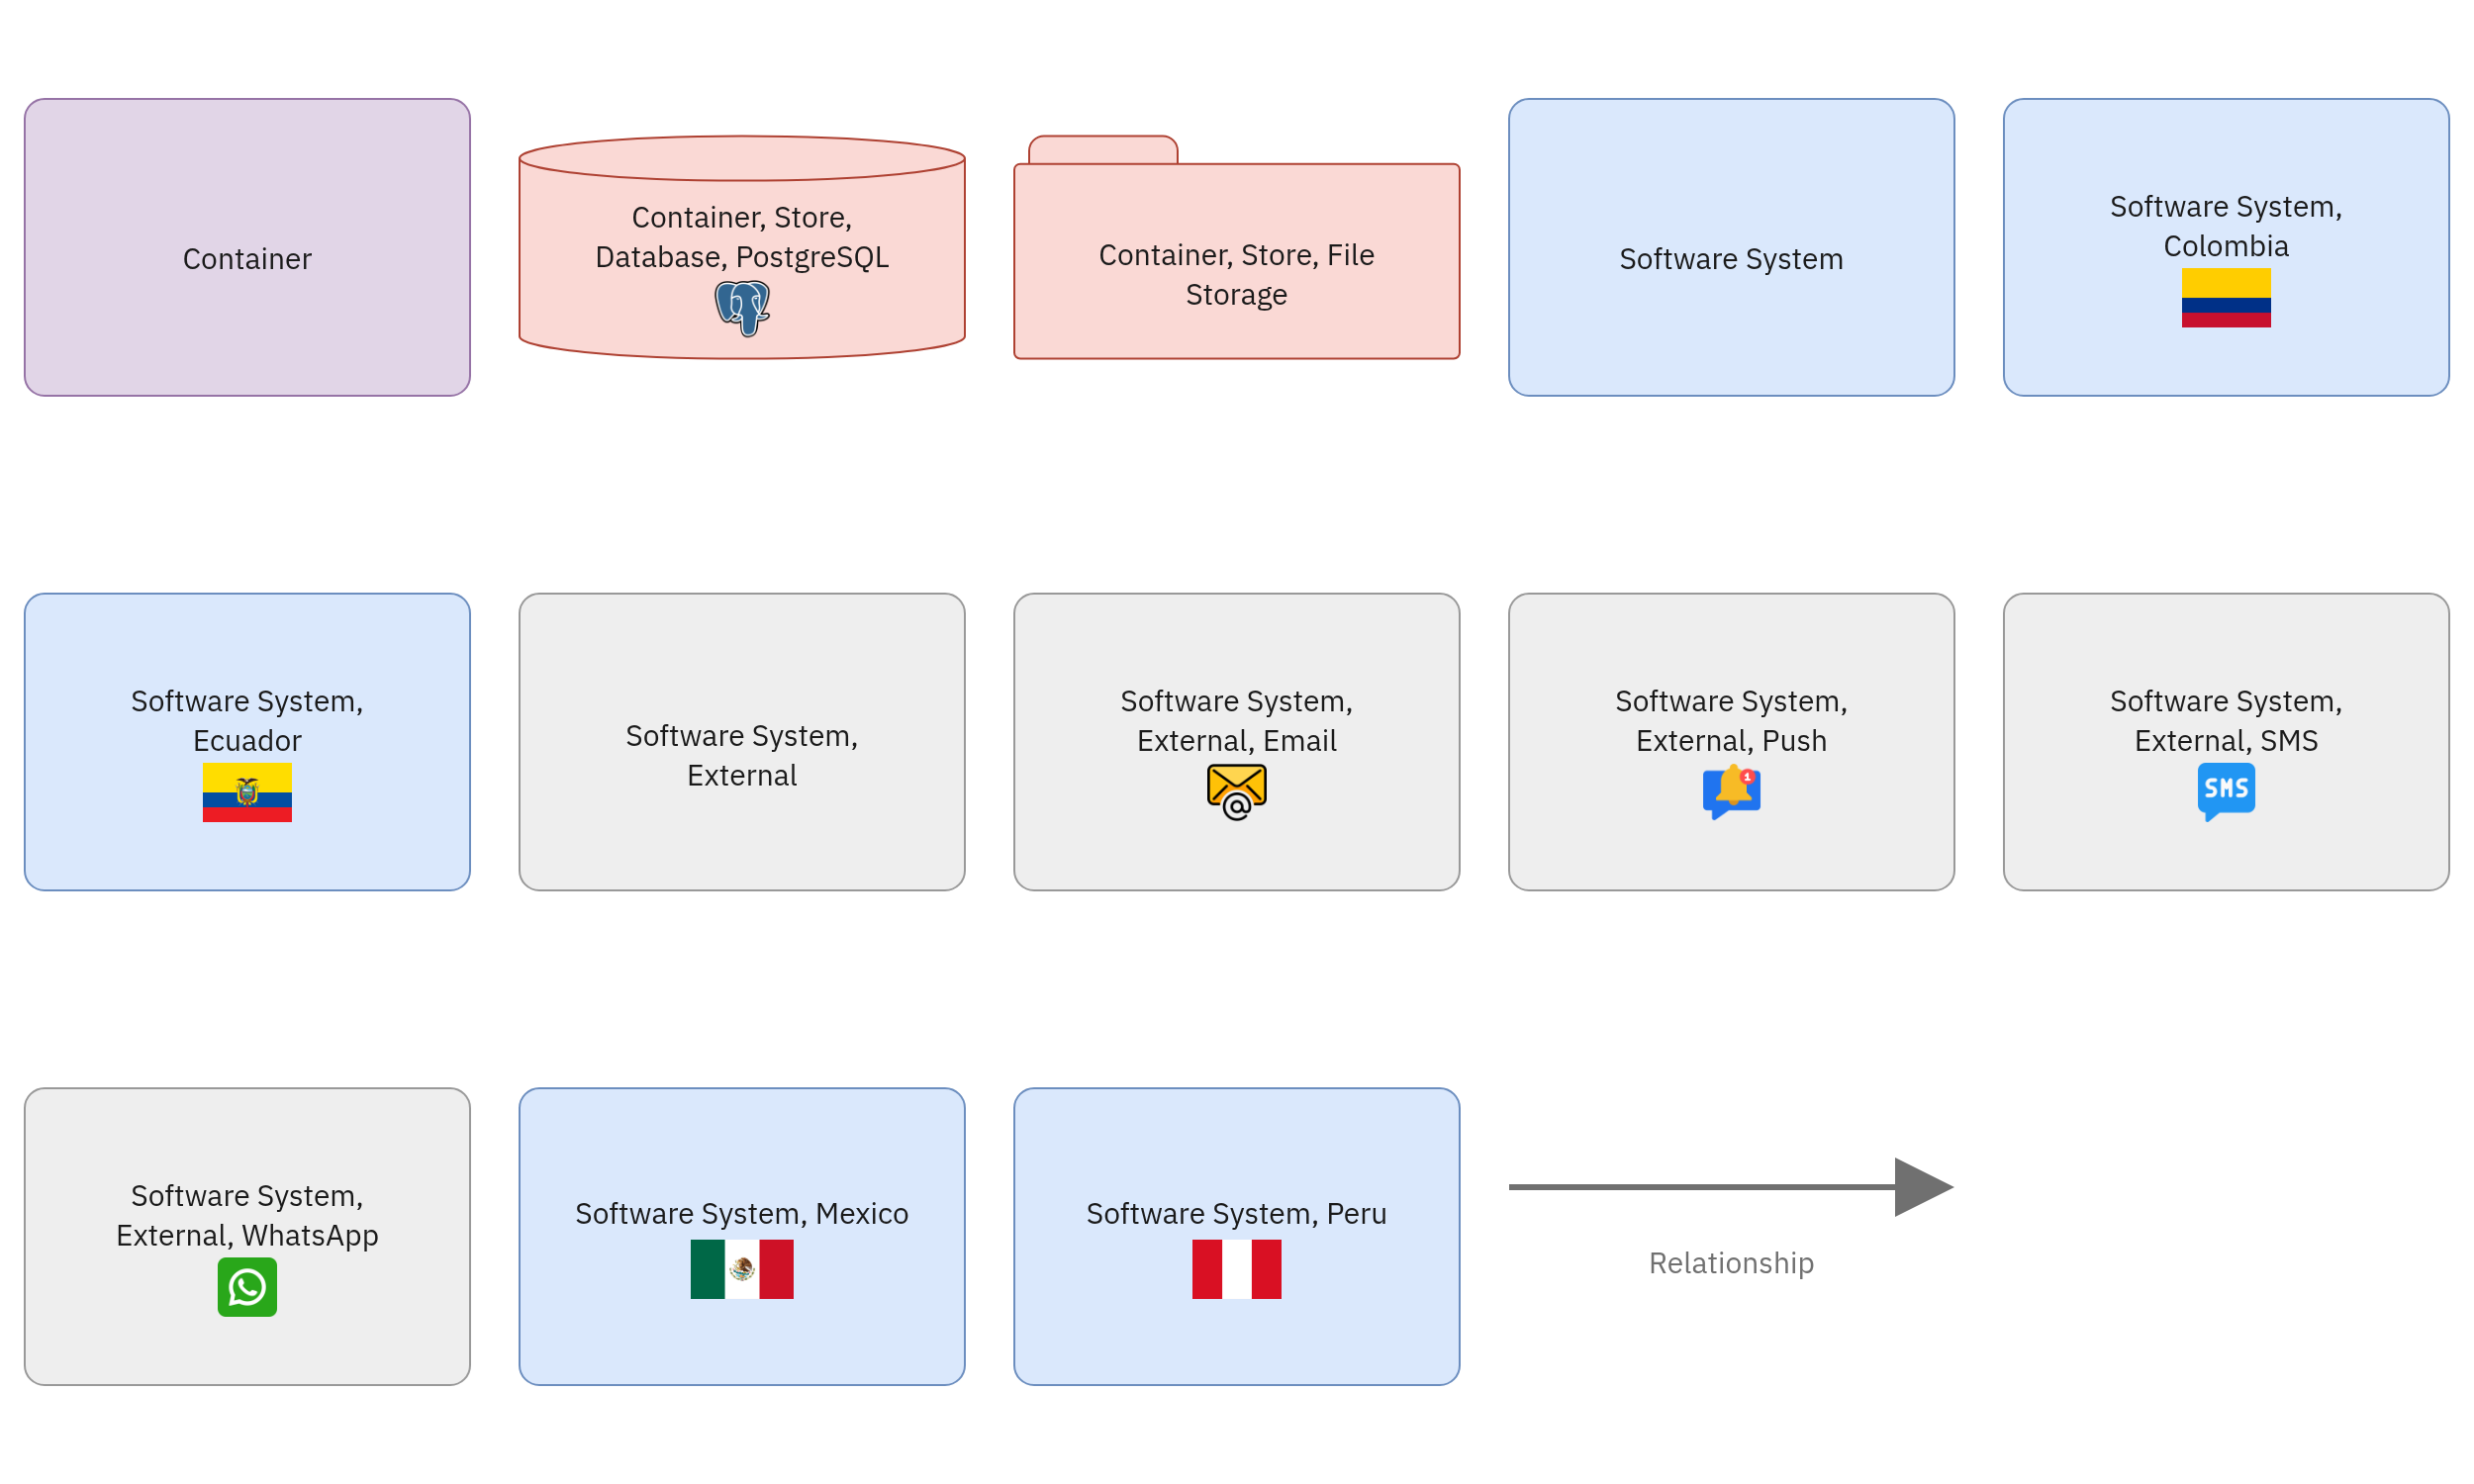 Container
Container, Store,
Database, PostgreSQL
Container, Store, File
Storage
Software System
Software System,
Colombia
Software System,
Ecuador
Software System,
External
Software System,
External, Email
Software System,
External, Push
1
Software System,
External, SMS
SMS
Software System,
External, WhatsApp
Software System, Mexico
Software System, Peru
Relationship